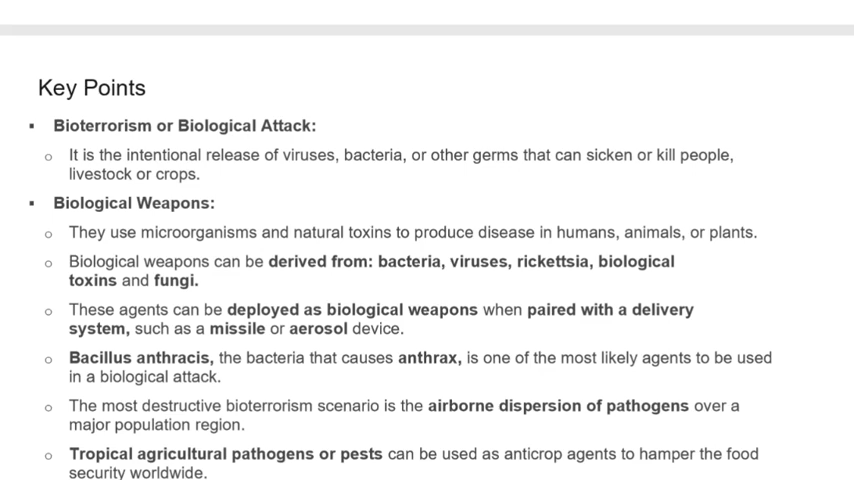 Key Points
▪ Bioterrorism or Biological Attack:
o It is the intentional release of viruses, bacteria, or other germs that can sicken or kill people,
livestock or crops.
▪ Biological Weapons:
o They use microorganisms and natural toxins to produce disease in humans, animals, or plants.
o Biological weapons can be derived from: bacteria, viruses, rickettsia, biological
toxins and fungi.
o These agents can be deployed as biological weapons when paired with a delivery
system, such as a missile or aerosol device.
o Bacillus anthracis, the bacteria that causes anthrax, is one of the most likely agents to be used
in a biological attack.
o The most destructive bioterrorism scenario is the airborne dispersion of pathogens over a
major population region.
o Tropical agricultural pathogens or pests can be used as anticrop agents to hamper the food
security worldwide.